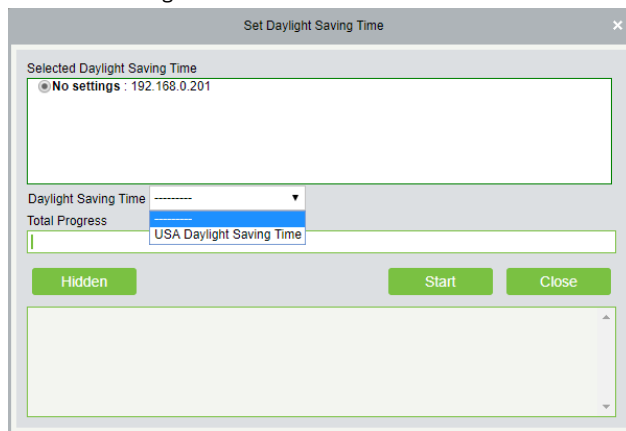 Set Daylight Saving Time
Selected Daylight Saving Time
No settings : 192.168.0.201
Daylight Saving Time ---------
Total Progress
---------
USA Daylight Saving Time
Hidden
Start
Close